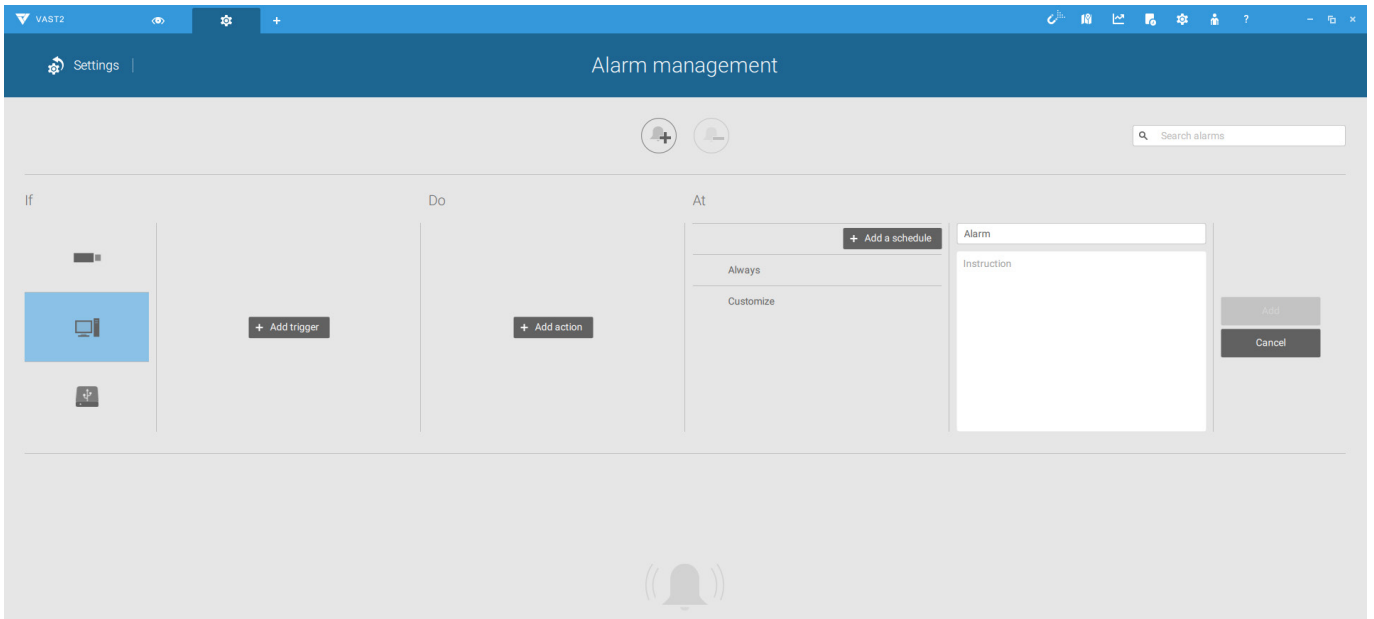 VAST2
?
Settings
Alarm management
Search alarms
If
Do
At
+ Add trigger
+ Add action
+ Add a schedule
Always
Customize
Alarm
Instruction
Add
Cancel